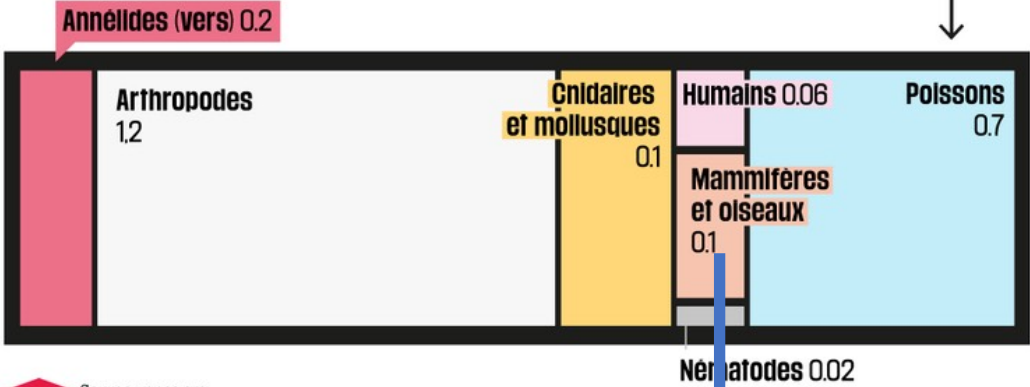 Annélides (vers) 0.2
Arthropodes
1,2
Cnidaires
et mollusques
0.1
Humains 0.06
Mammifères
et oiseaux
0.1
Poissons
0.7
Nématodes 0.02